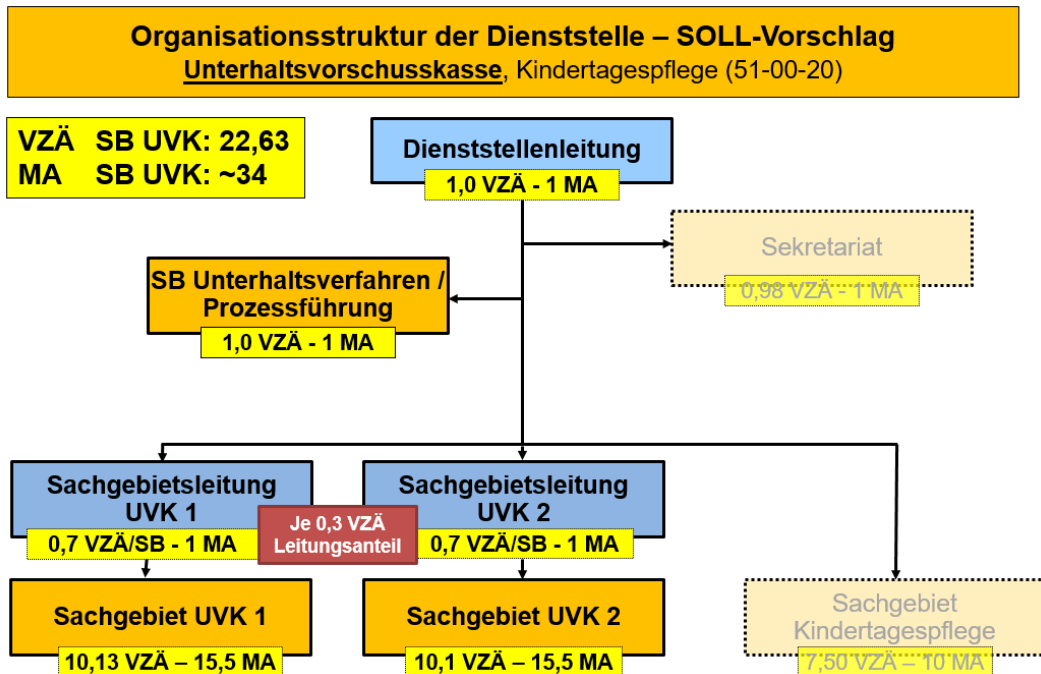 Organisationsstruktur der Dienststelle – SOLL-Vorschlag
Unterhaltsvorschusskasse, Kindertagespflege (51-00-20)
VZÄ SB UVK: 22,63
MA SB UVK: ~34
Dienststellenleitung
1,0 VZÄ - 1 MA
Sekretariat
0,98 VZÄ - 1 MA
SB Unterhaltsverfahren /
Prozessführung
1,0 VZÄ - 1 MA
Sachgebietsleitung
UVK 1
0,7 VZÄ/SB - 1 MA
Je 0,3 VZÄ
Leitungsanteil
Sachgebietsleitung
UVK 2
0,7 VZÄ/SB - 1 MA
Sachgebiet UVK 1
10,13 VZÄ – 15,5 MA
Sachgebiet UVK 2
10,1 VZÄ – 15,5 MA
Sachgebiet
Kindertagespflege
7,50 VZÄ – 10 MA